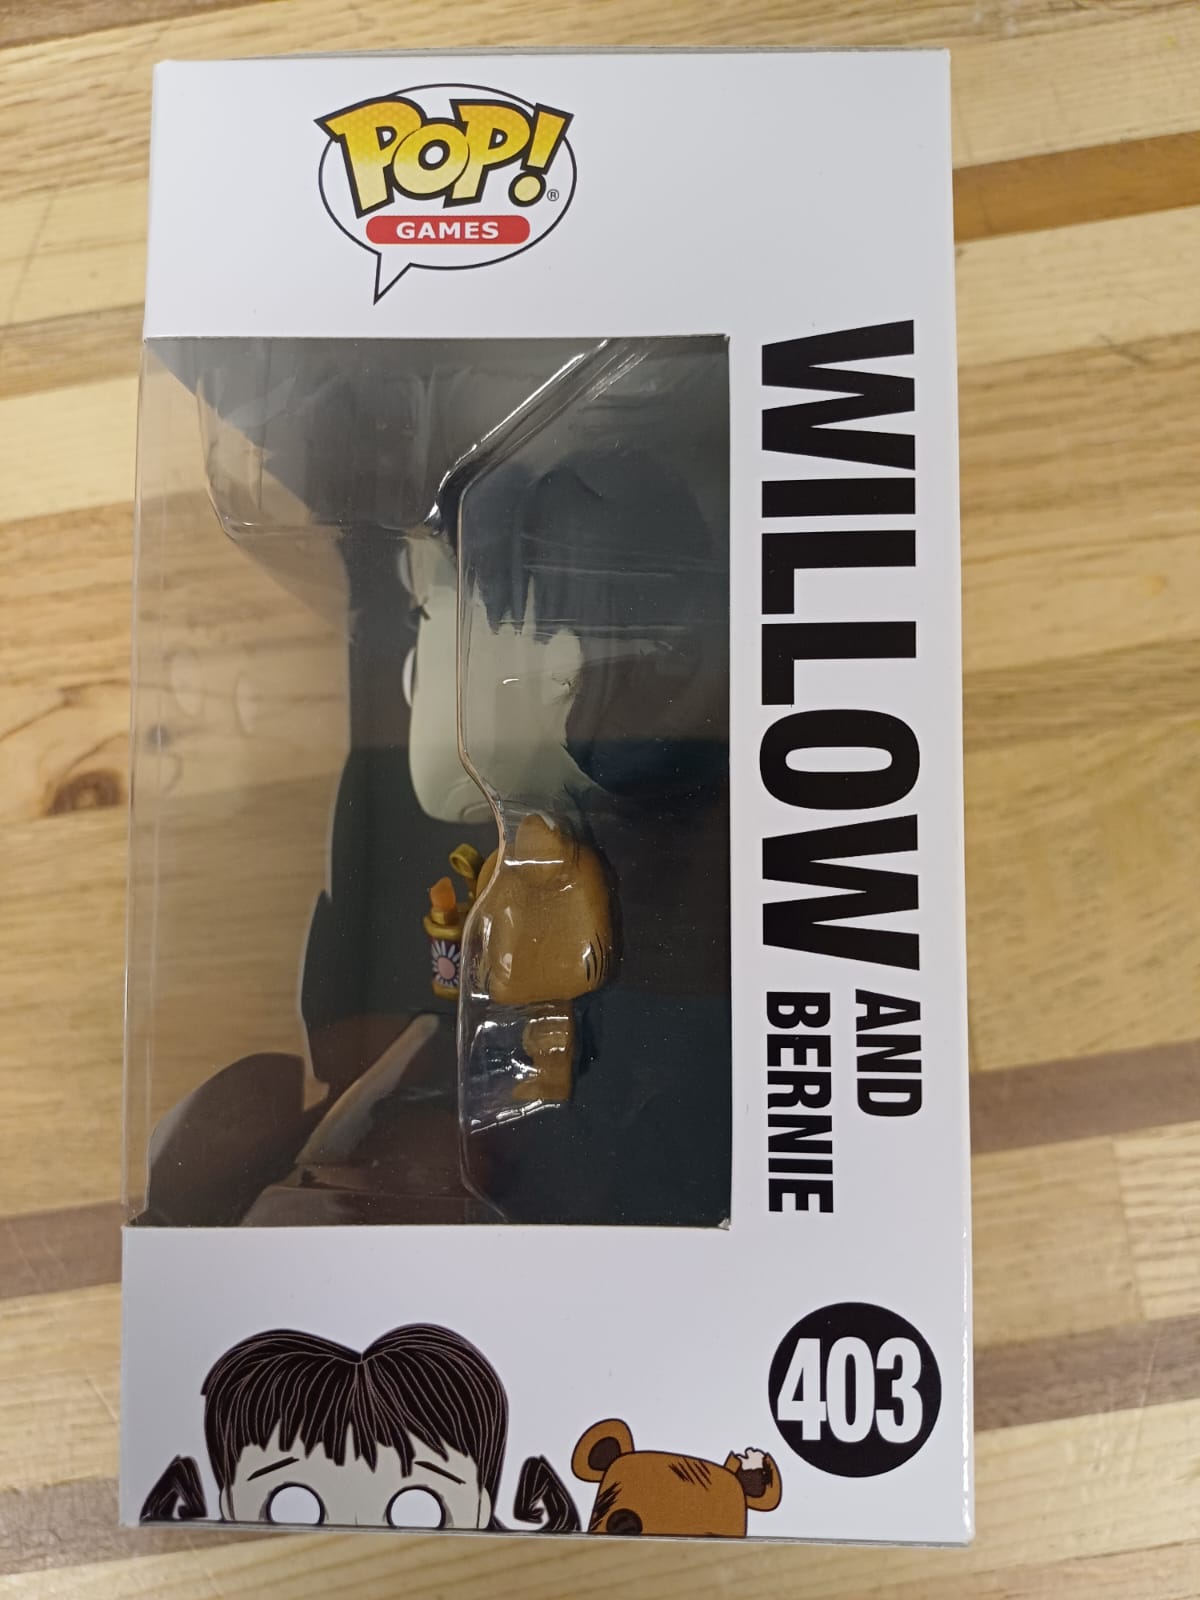 POP!®
GAMES
WILLOW AND
BERNIE
403